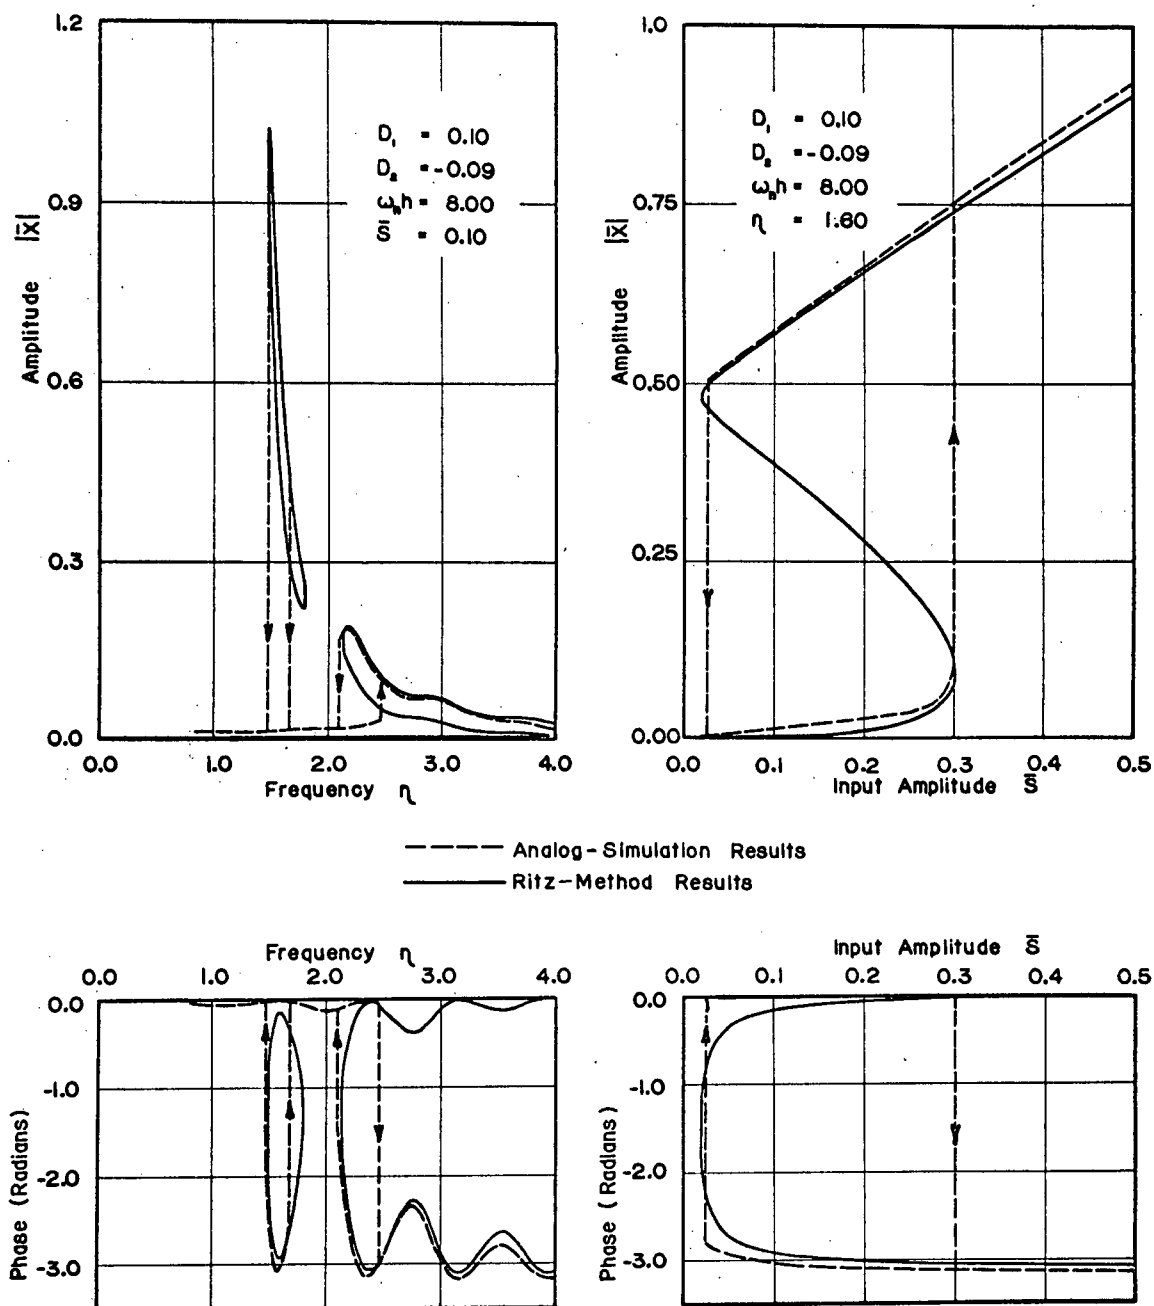 1.2
0.9
0.6
0.3
0.0
Amplitude |x̄|
D₁ = 0.10
D₂ = -0.09
ωₙh = 8.00
S̄ = 0.10
0.0 1.0 2.0 3.0 4.0
Frequency η
1.0
0.75
0.50
0.25
0.00
Amplitude |x̄|
D₁ = 0.10
D₂ = -0.09
ωₙh = 8.00
η = 1.60
0.0 0.1 0.2 0.3 0.4 0.5
Input Amplitude S̄
Analog-Simulation Results
Ritz-Method Results
Frequency η
0.0 1.0 2.0 3.0 4.0
0.0
-1.0
-2.0
-3.0
Phase (Radians)
Input Amplitude S̄
0.0 0.1 0.2 0.3 0.4 0.5
0.0
-1.0
-2.0
-3.0
Phase (Radians)